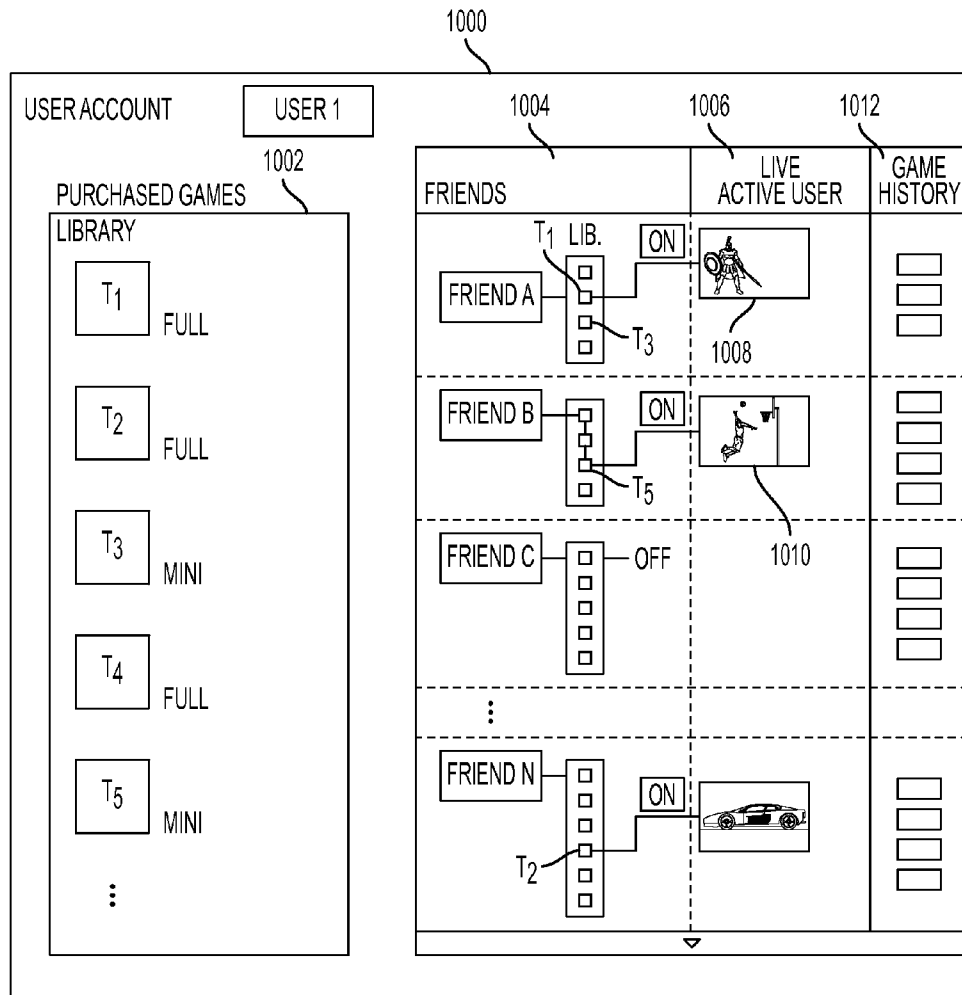 1000
USER ACCOUNT
USER 1
1002
PURCHASED GAMES
LIBRARY
T1
FULL
T2
FULL
T3
MINI
T4
FULL
T5
MINI
1004
1006
1012
FRIENDS
LIVE
ACTIVE USER
GAME
HISTORY
T1 LIB.
ON
FRIEND A
T3
1008
FRIEND B
ON
T5
1010
FRIEND C
OFF
FRIEND N
ON
T2